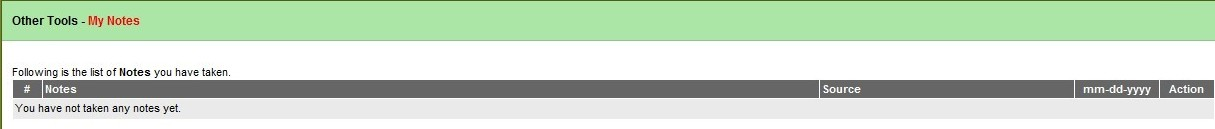 Other Tools - My Notes
Following is the list of Notes you have taken.
# Notes Source mm-dd-yyyy Action
You have not taken any notes yet.